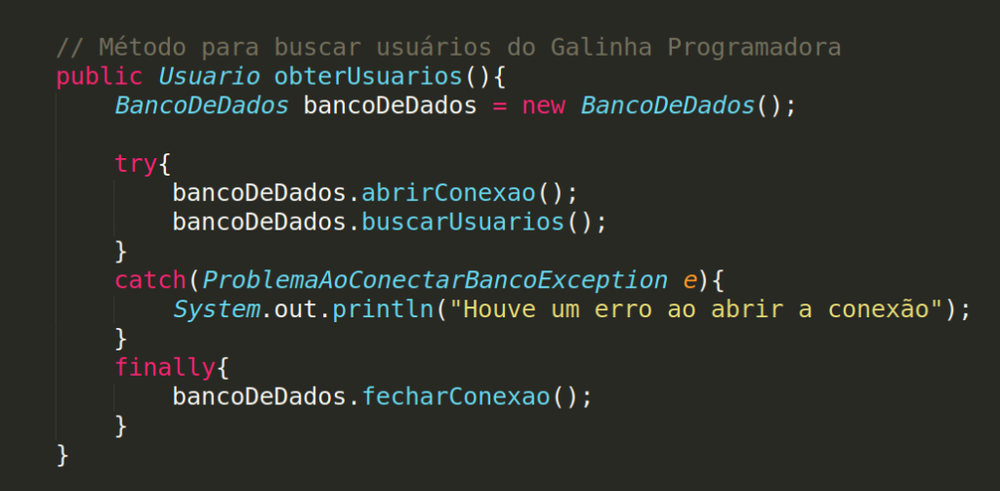 // Método para buscar usuários do Galinha Programadora
public Usuario obterUsuarios(){
BancoDeDados bancoDeDados = new BancoDeDados();
try{
bancoDeDados.abrirConexao();
bancoDeDados.buscarUsuarios();
}
catch(ProblemaAoConectarBancoException e){
System.out.println("Houve um erro ao abrir a conexão");
}
finally{
bancoDeDados.fecharConexao();
}
}